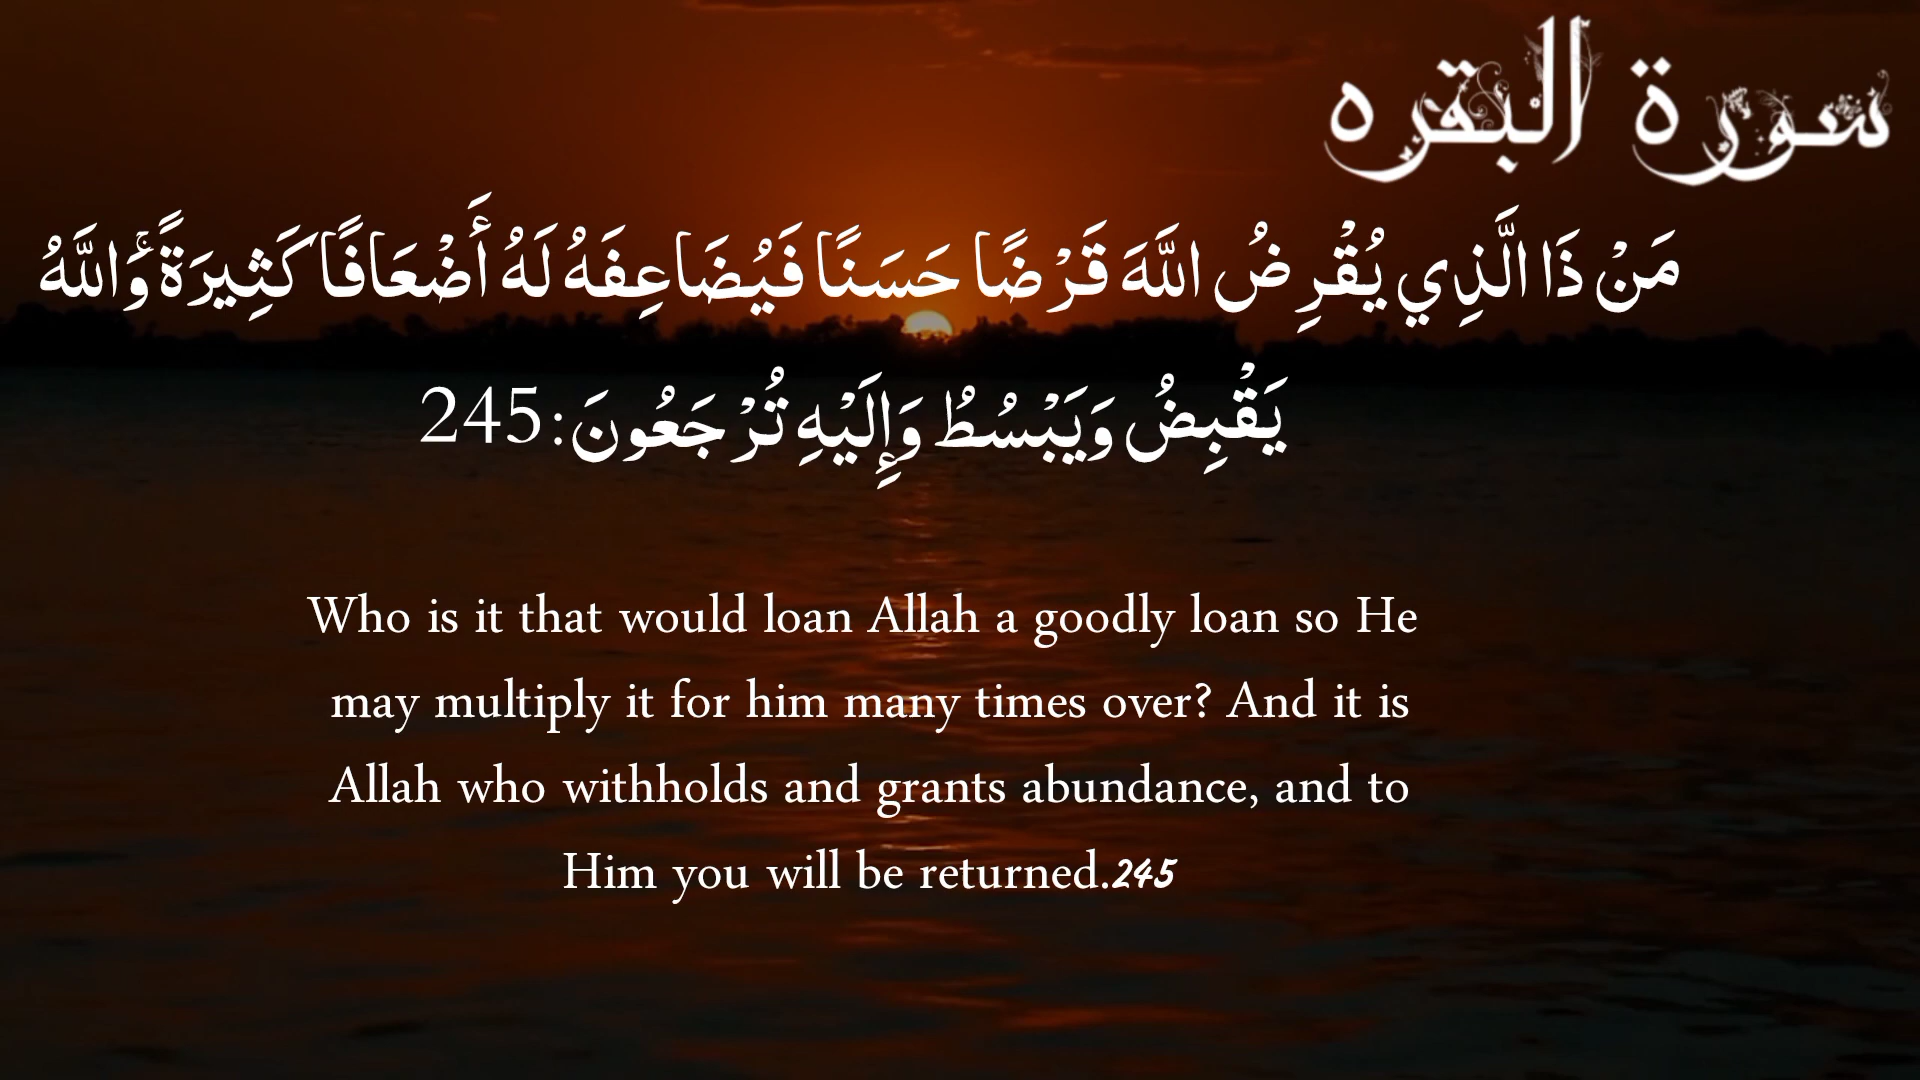 سورة البقره
مَنْ ذَا الَّذِي يُقْرِضُ اللَّهَ قَرْضًا حَسَنًا فَيُضَاعِفَهُ لَهُ أَضْعَافًا كَثِيرَةً ۚ وَاللَّهُ
يَقْبِضُ وَيَبْسُطُ وَإِلَيْهِ تُرْجَعُونَ:245
Who is it that would loan Allah a goodly loan so He
may multiply it for him many times over? And it is
Allah who withholds and grants abundance, and to
Him you will be returned.245